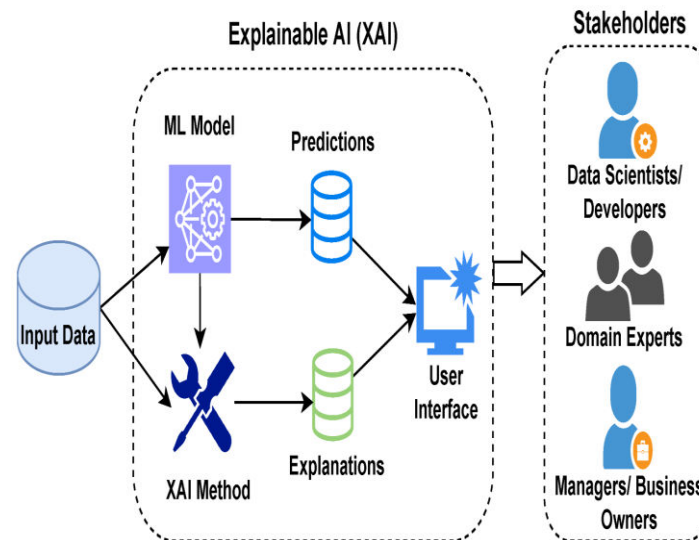 Explainable AI (XAI)
Stakeholders
ML Model
Predictions
Input Data
XAI Method
Explanations
User
Interface
Data Scientists/
Developers
Domain Experts
Managers/ Business
Owners